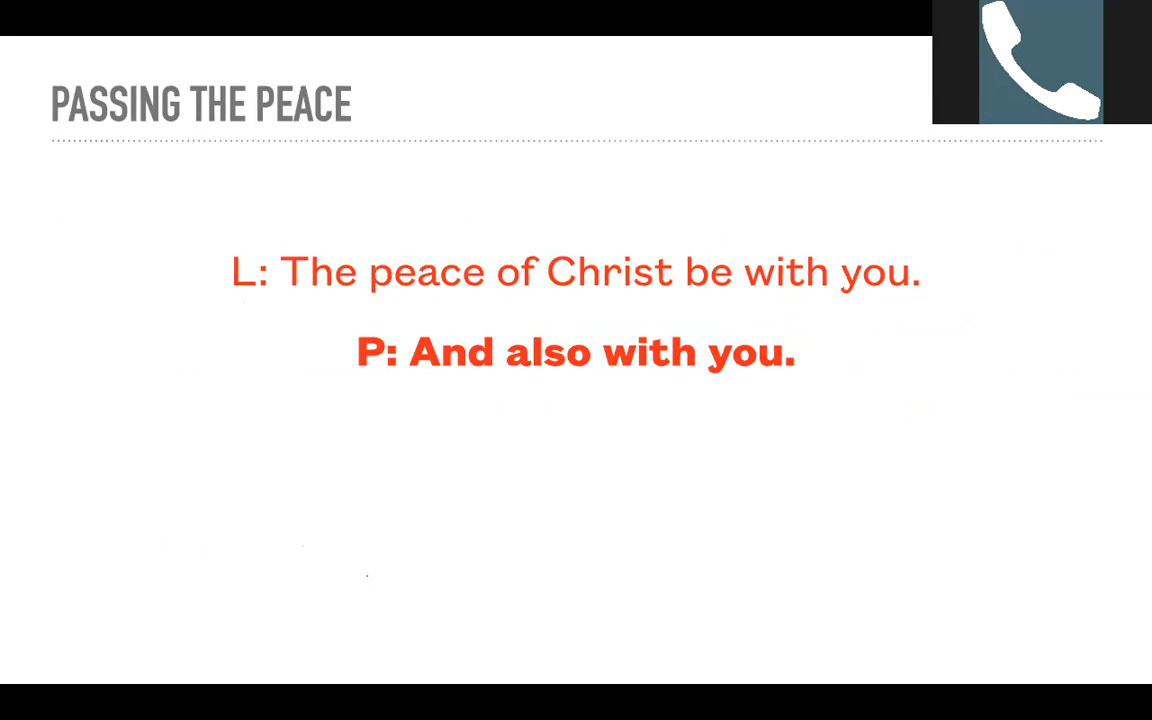 PASSING THE PEACE
L: The peace of Christ be with you.
P: And also with you.